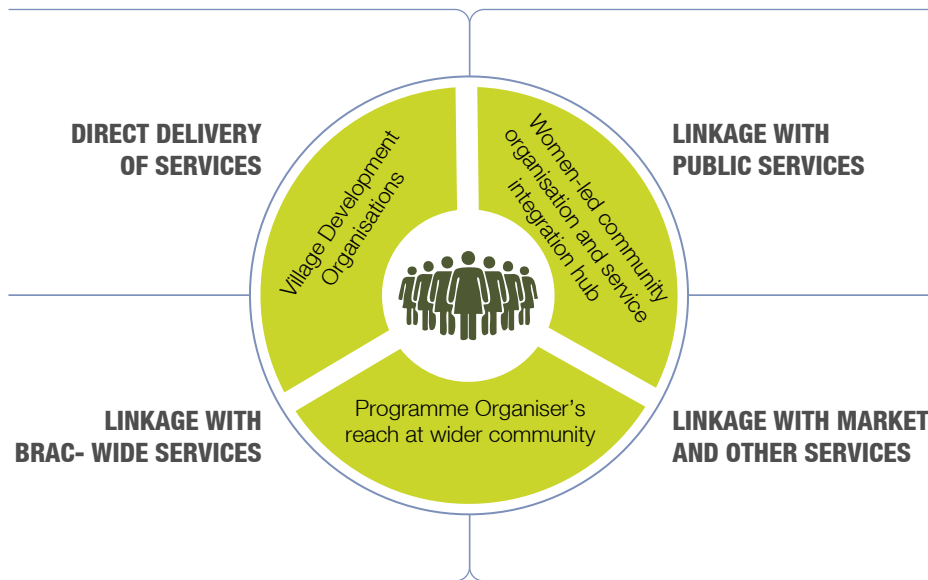 DIRECT DELIVERY
OF SERVICES
LINKAGE WITH
PUBLIC SERVICES
Village Development
Organisations
Women-led community
organisation and service
integration hub
Programme Organiser’s
reach at wider community
LINKAGE WITH
BRAC- WIDE SERVICES
LINKAGE WITH MARKET
AND OTHER SERVICES